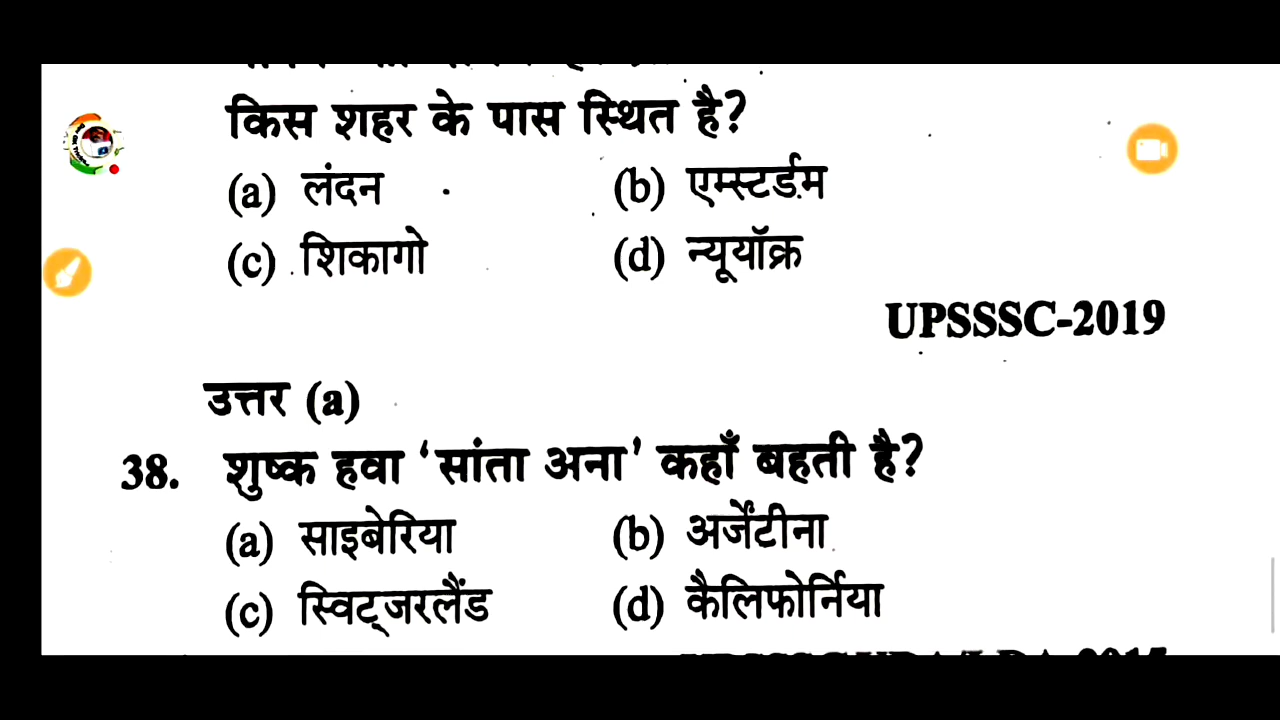 किस शहर के पास स्थित है?
(a) लंदन (b) एम्स्टर्डम
(c) शिकागो (d) न्यूयॉक्र
UPSSSC-2019
उत्तर (a)
38. शुष्क हवा ‘सांता अना’ कहाँ बहती है?
(a) साइबेरिया (b) अर्जेंटीना
(c) स्विट्जरलैंड (d) कैलिफोर्निया